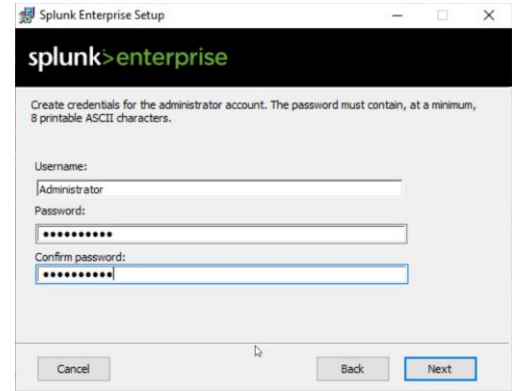 Splunk Enterprise Setup
splunk>enterprise
Create credentials for the administrator account. The password must contain, at a minimum,
8 printable ASCII characters.
Username:
Administrator
Password:
••••••••••
Confirm password:
••••••••••
Cancel
Back
Next